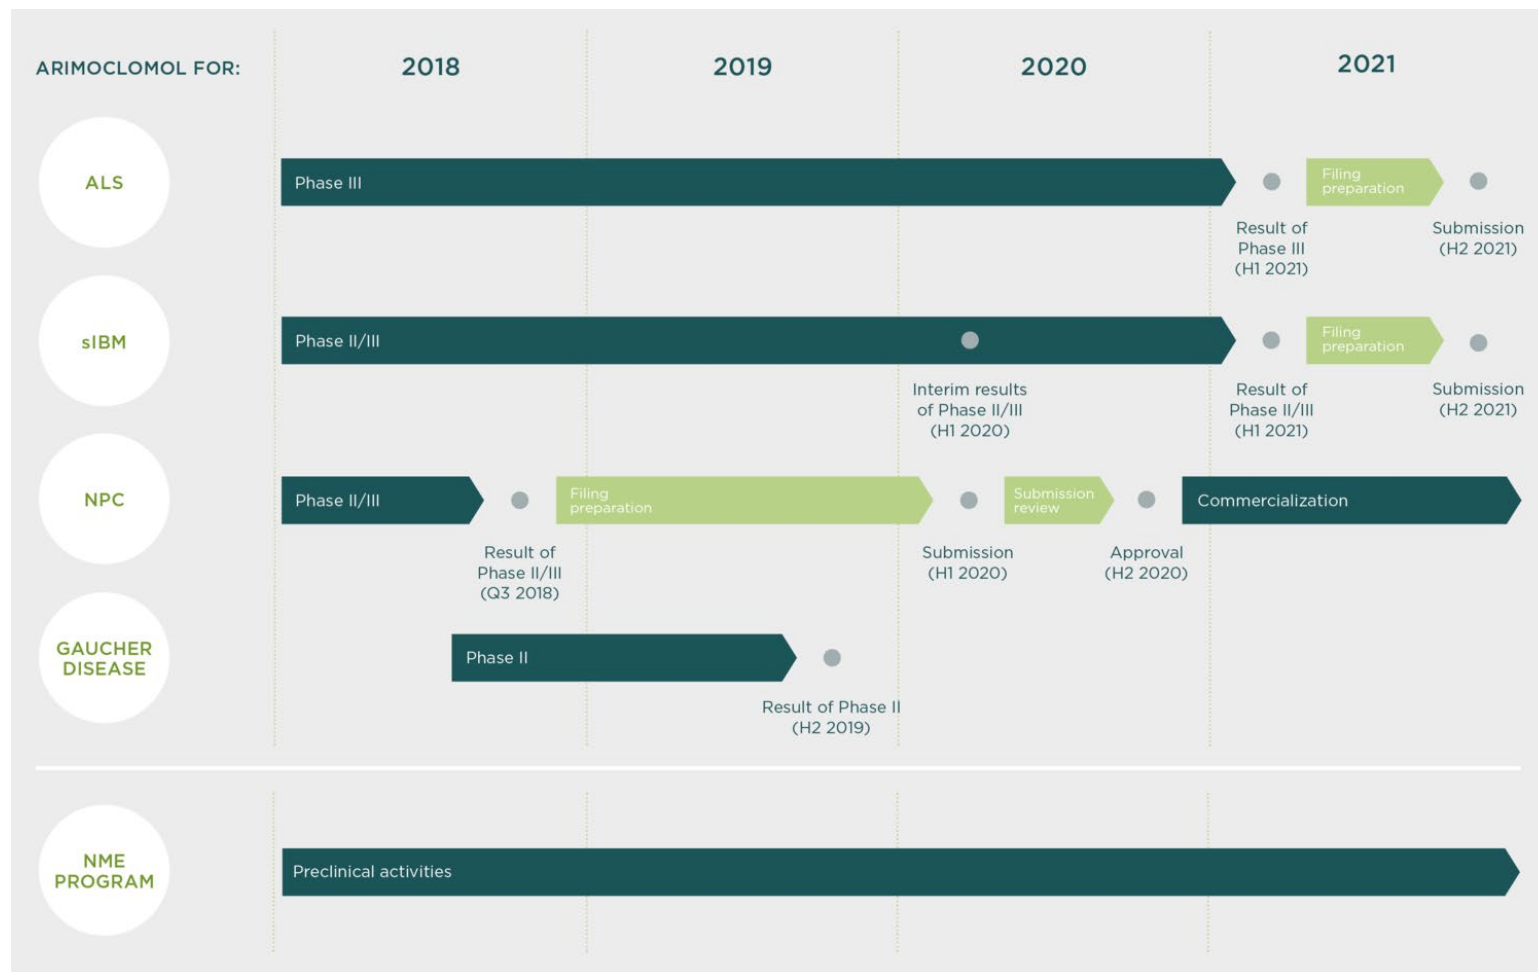 ARIMOCLOMOL FOR:
2018
2019
2020
2021
ALS
Phase III
Result of
Phase III
(H1 2021)
Filing
preparation
Submission
(H2 2021)
sIBM
Phase II/III
Interim results
of Phase II/III
(H1 2020)
Result of
Phase II/III
(H1 2021)
Filing
preparation
Submission
(H2 2021)
NPC
Phase II/III
Result of
Phase II/III
(Q3 2018)
Filing
preparation
Submission
(H1 2020)
Submission
review
Approval
(H2 2020)
Commercialization
GAUCHER
DISEASE
Phase II
Result of Phase II
(H2 2019)
NME
PROGRAM
Preclinical activities